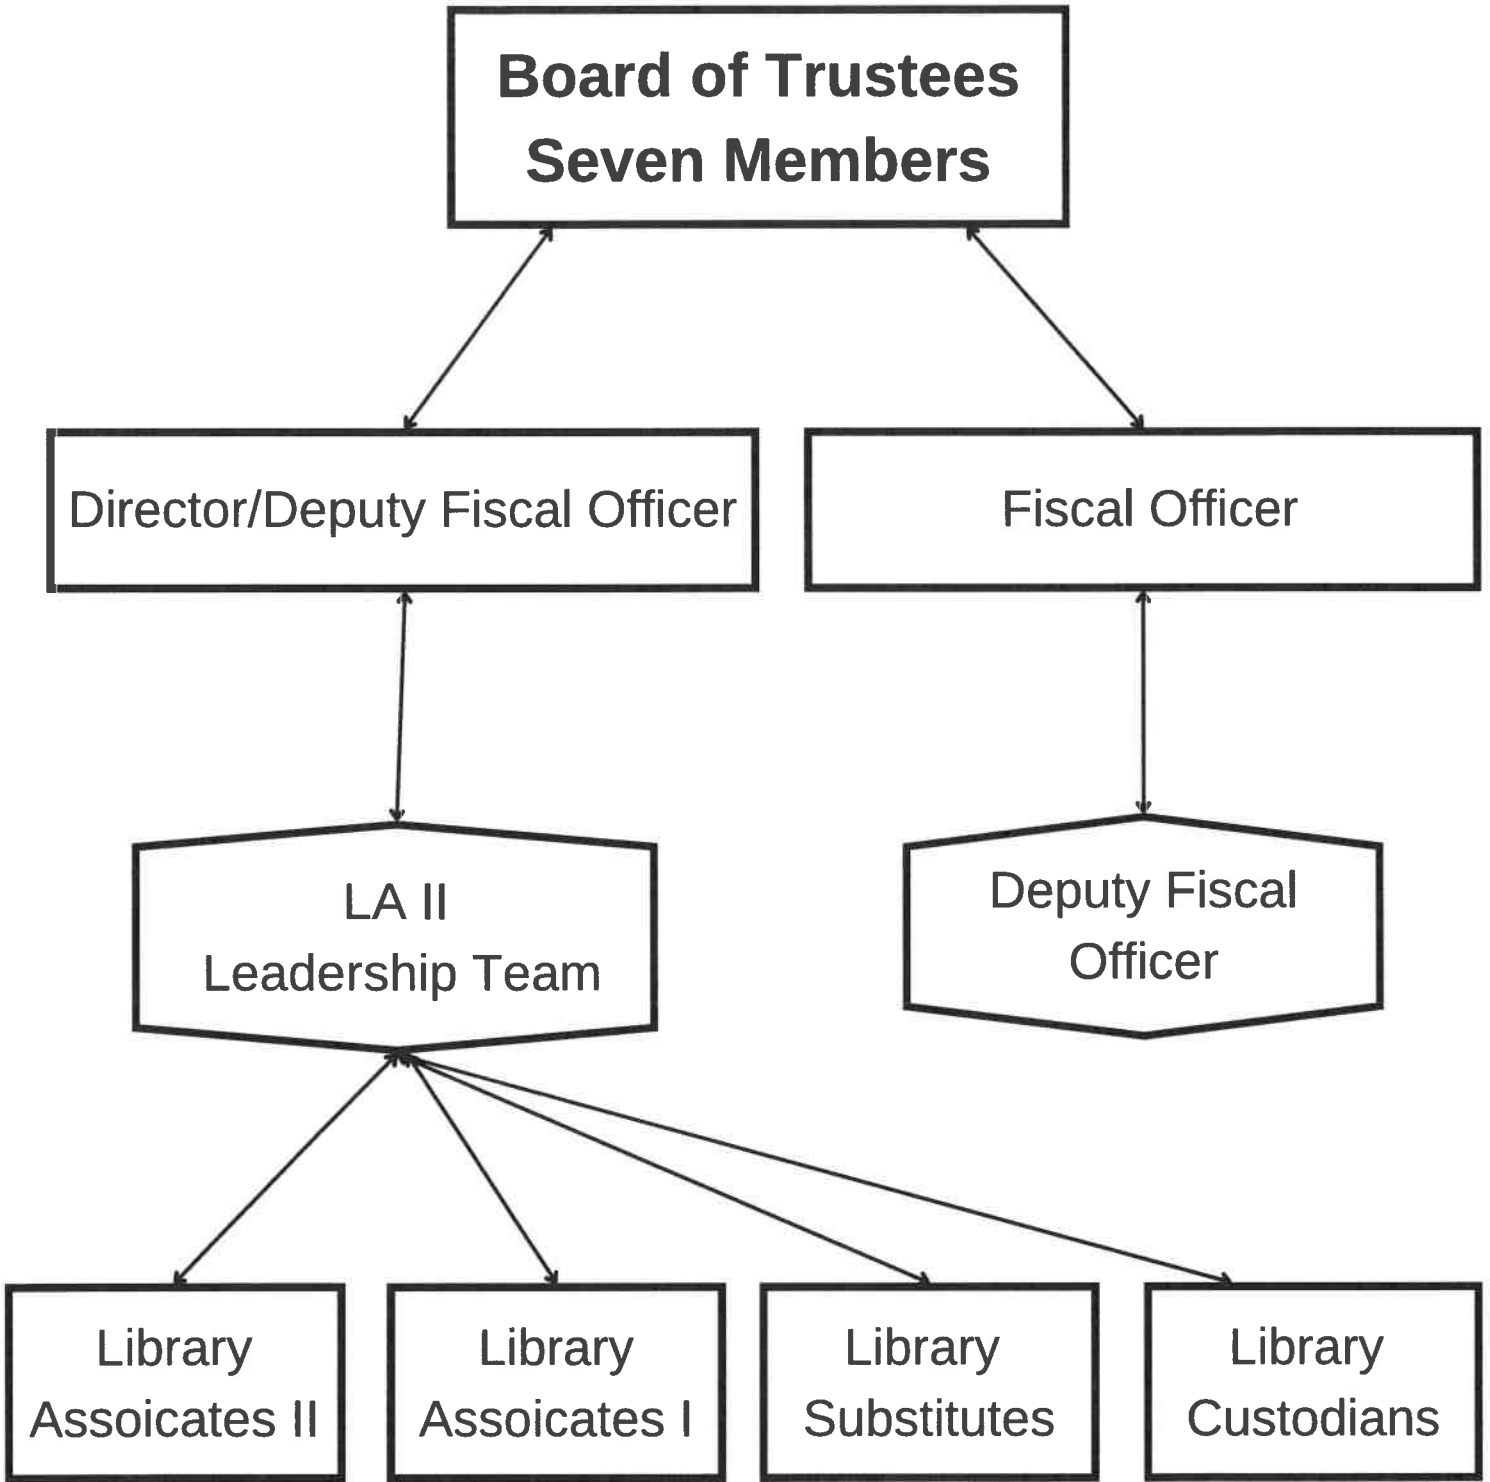 Board of Trustees
Seven Members
Director/Deputy Fiscal Officer
Fiscal Officer
LA II
Leadership Team
Deputy Fiscal
Officer
Library
Assoicates II
Library
Assoicates I
Library
Substitutes
Library
Custodians